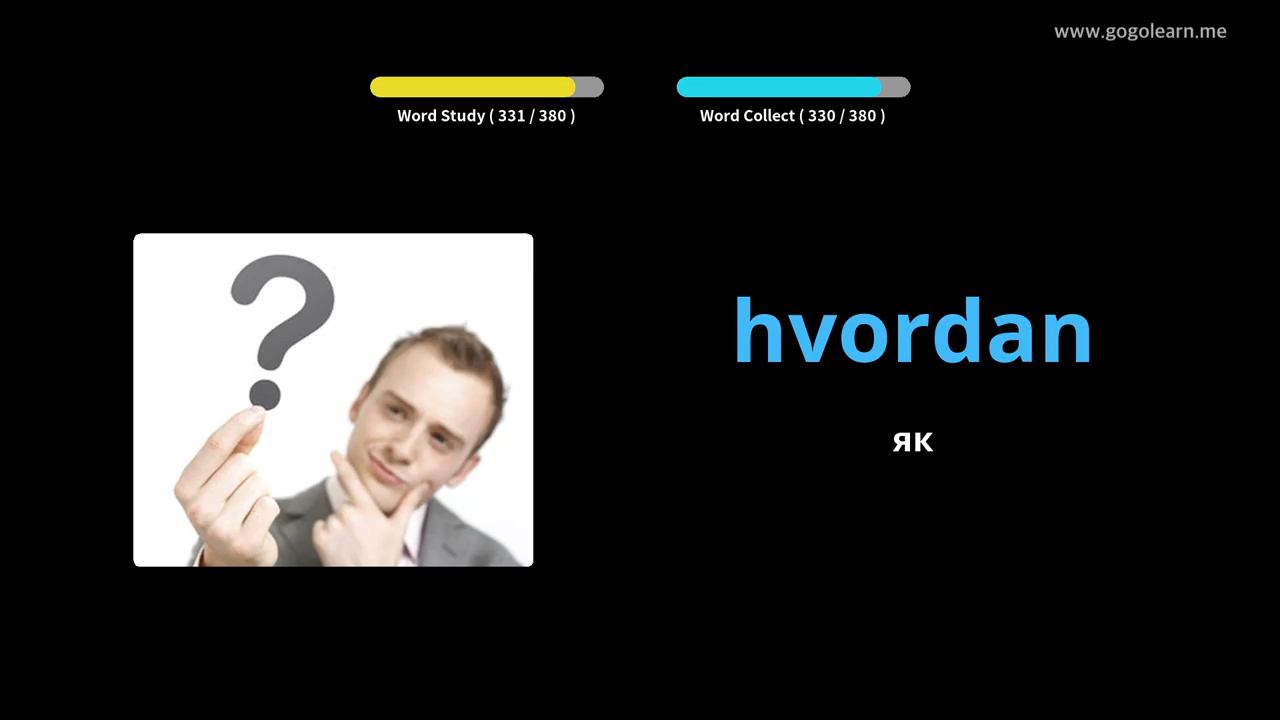 www.gogolearn.me
Word Study ( 331 / 380 )
Word Collect ( 330 / 380 )
?
hvordan
як